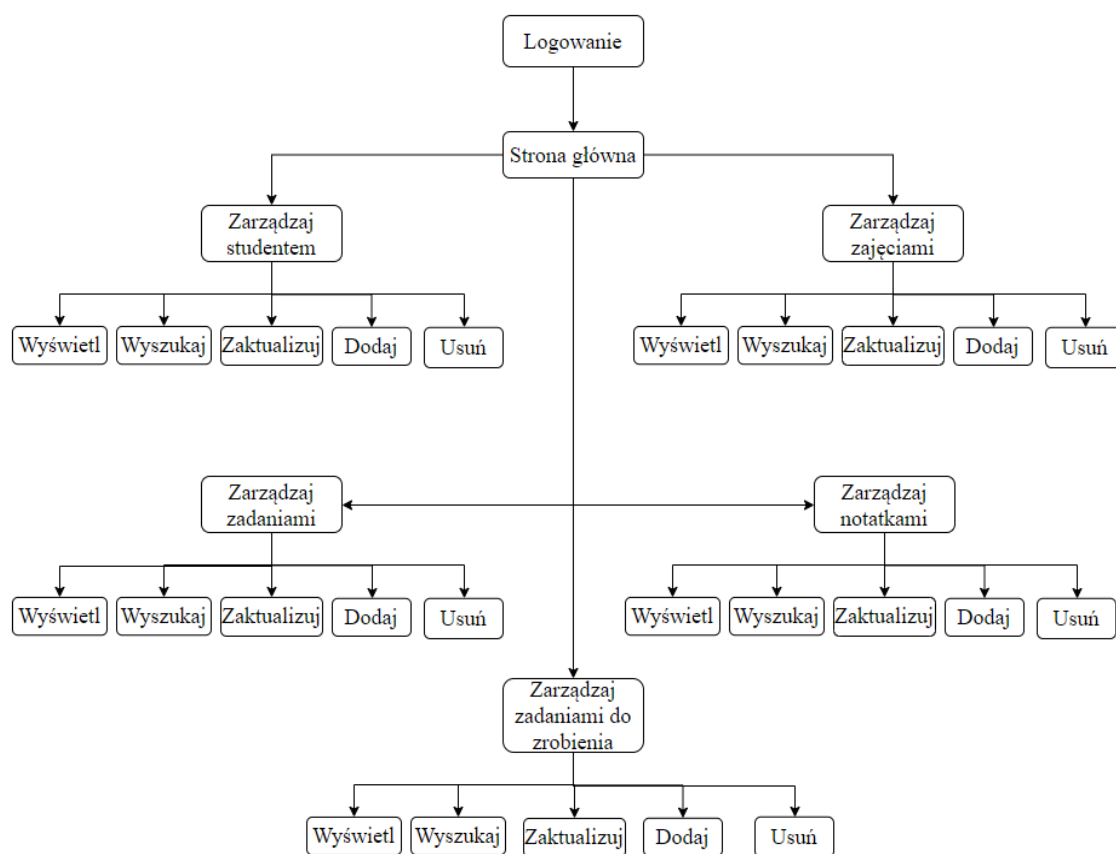 Logowanie
Strona główna
Zarządzaj
studentem
Zarządzaj
zajęciami
Wyświetl
Wyszukaj
Zaktualizuj
Dodaj
Usuń
Wyświetl
Wyszukaj
Zaktualizuj
Dodaj
Usuń
Zarządzaj
zadaniami
Zarządzaj
notatkami
Wyświetl
Wyszukaj
Zaktualizuj
Dodaj
Usuń
Wyświetl
Wyszukaj
Zaktualizuj
Dodaj
Usuń
Zarządzaj
zadaniami do
zrobienia
Wyświetl
Wyszukaj
Zaktualizuj
Dodaj
Usuń